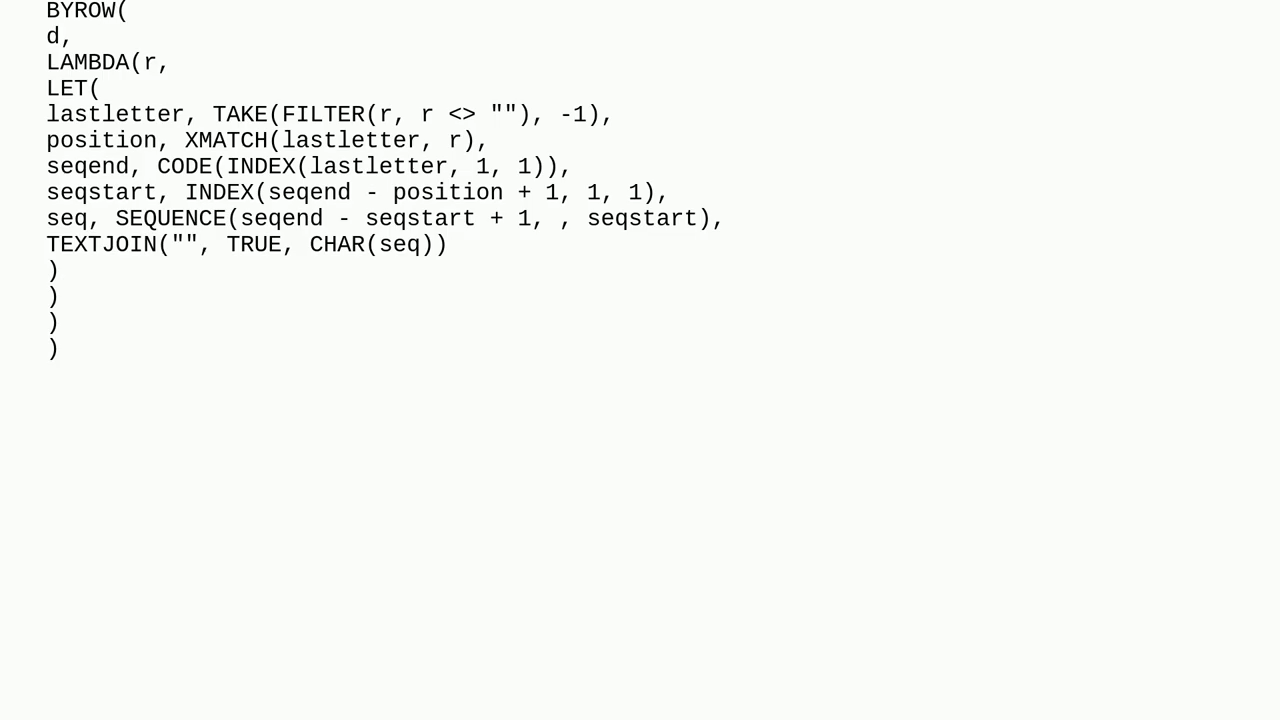 BYROW(
d,
LAMBDA(r,
LET(
lastletter, TAKE(FILTER(r, r <> ""), -1),
position, XMATCH(lastletter, r),
seqend, CODE(INDEX(lastletter, 1, 1)),
seqstart, INDEX(seqend - position + 1, 1, 1),
seq, SEQUENCE(seqend - seqstart + 1, , seqstart),
TEXTJOIN("", TRUE, CHAR(seq))
)
)
)
)